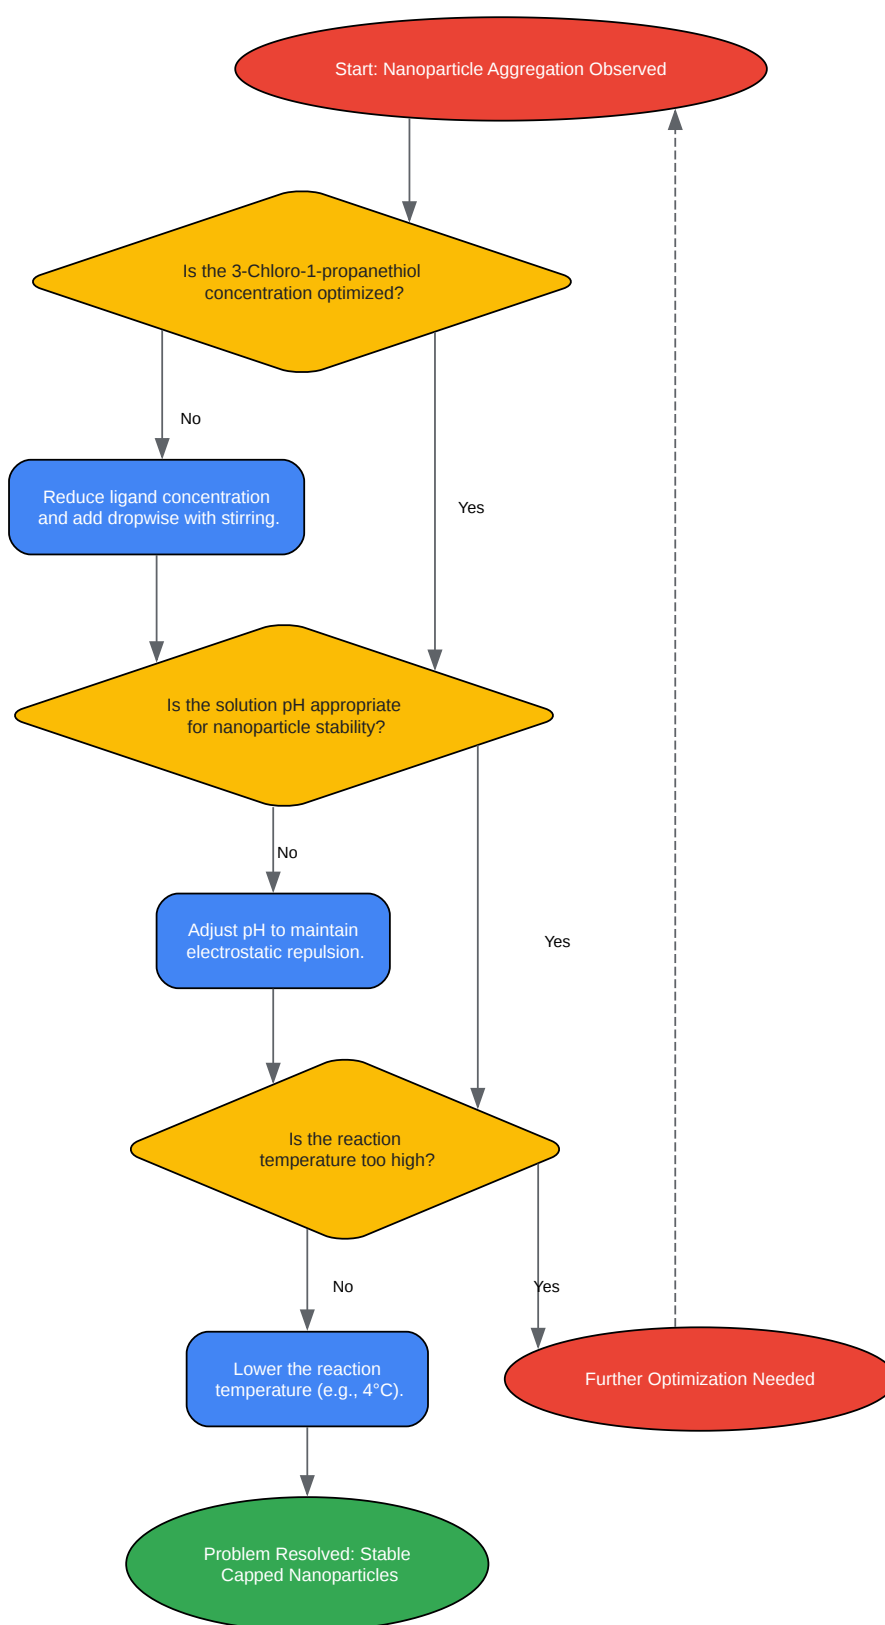 Start: Nanoparticle Aggregation Observed
Is the 3-Chloro-1-propanethiol
concentration optimized?
No
Yes
Reduce ligand concentration
and add dropwise with stirring.
Is the solution pH appropriate
for nanoparticle stability?
No
Yes
Adjust pH to maintain
electrostatic repulsion.
Is the reaction
temperature too high?
No
Yes
Lower the reaction
temperature (e.g., 4°C).
Further Optimization Needed
Problem Resolved: Stable
Capped Nanoparticles